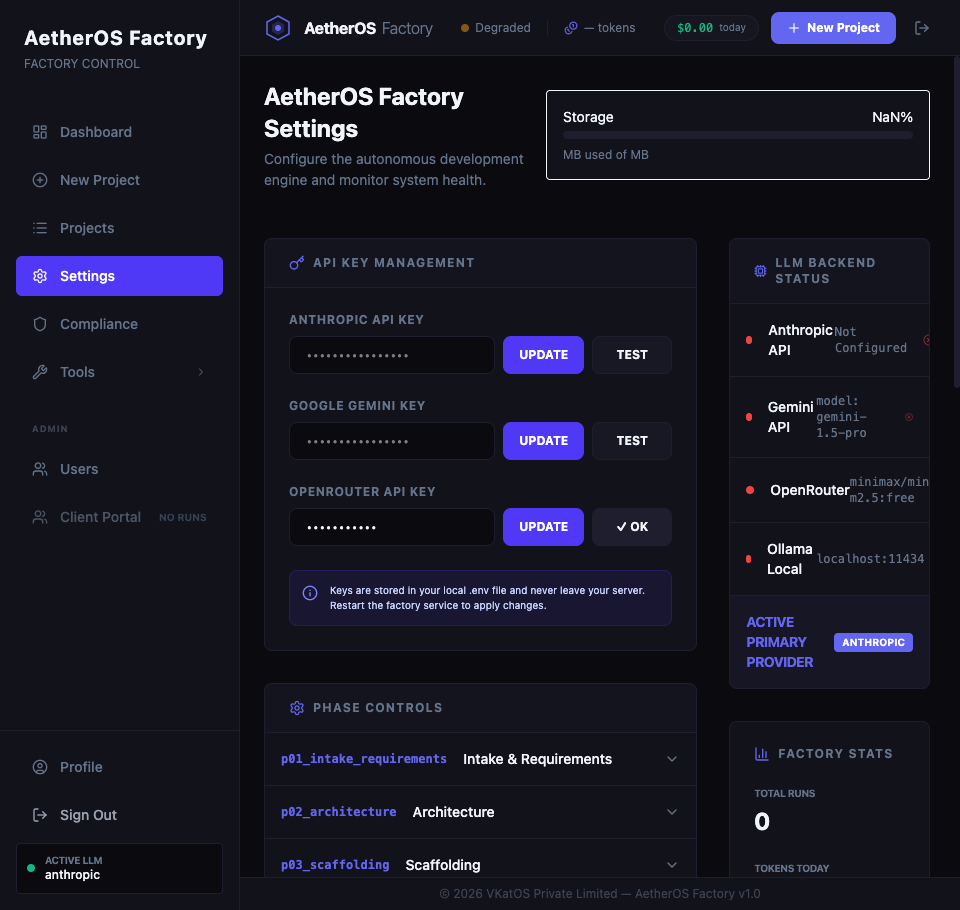 AetherOS Factory
FACTORY CONTROL
Dashboard
New Project
Projects
Settings
Compliance
Tools
ADMIN
Users
Client Portal NO RUNS
Profile
Sign Out
ACTIVE LLM
anthropic
AetherOS Factory
Degraded
— tokens
$0.00 today
+ New Project
AetherOS Factory
Settings
Configure the autonomous development
engine and monitor system health.
Storage NaN%
MB used of MB
API KEY MANAGEMENT
ANTHROPIC API KEY
•••••••••••••••• UPDATE TEST
GOOGLE GEMINI KEY
•••••••••••••••• UPDATE TEST
OPENROUTER API KEY
••••••••••• UPDATE ✓ OK
Keys are stored in your local .env file and never leave your server.
Restart the factory service to apply changes.
PHASE CONTROLS
p01_intake_requirements Intake & Requirements
p02_architecture Architecture
p03_scaffolding Scaffolding
LLM BACKEND
STATUS
Anthropic
API
Not
Configured
Gemini
API
model:
gemini-
1.5-pro
OpenRouter
minimax/min
m2.5:free
Ollama
Local
localhost:11434
ACTIVE
PRIMARY
PROVIDER
ANTHROPIC
FACTORY STATS
TOTAL RUNS
0
TOKENS TODAY
© 2026 VKatOS Private Limited — AetherOS Factory v1.0